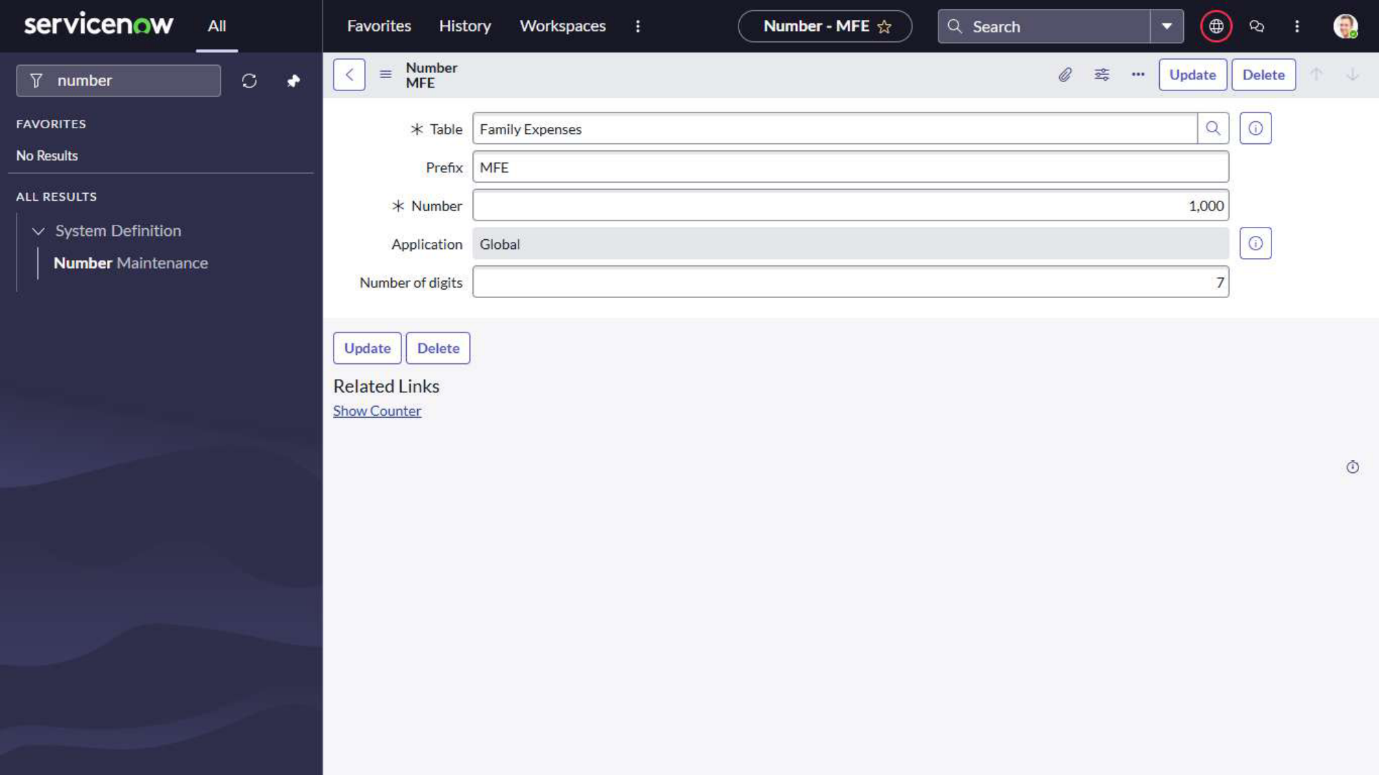 servicenow
All
Favorites
History
Workspaces
Number - MFE
Search
number
FAVORITES
No Results
ALL RESULTS
System Definition
Number Maintenance
Number
MFE
Update
Delete
* Table
Family Expenses
Prefix
MFE
* Number
1,000
Application
Global
Number of digits
7
Update
Delete
Related Links
Show Counter